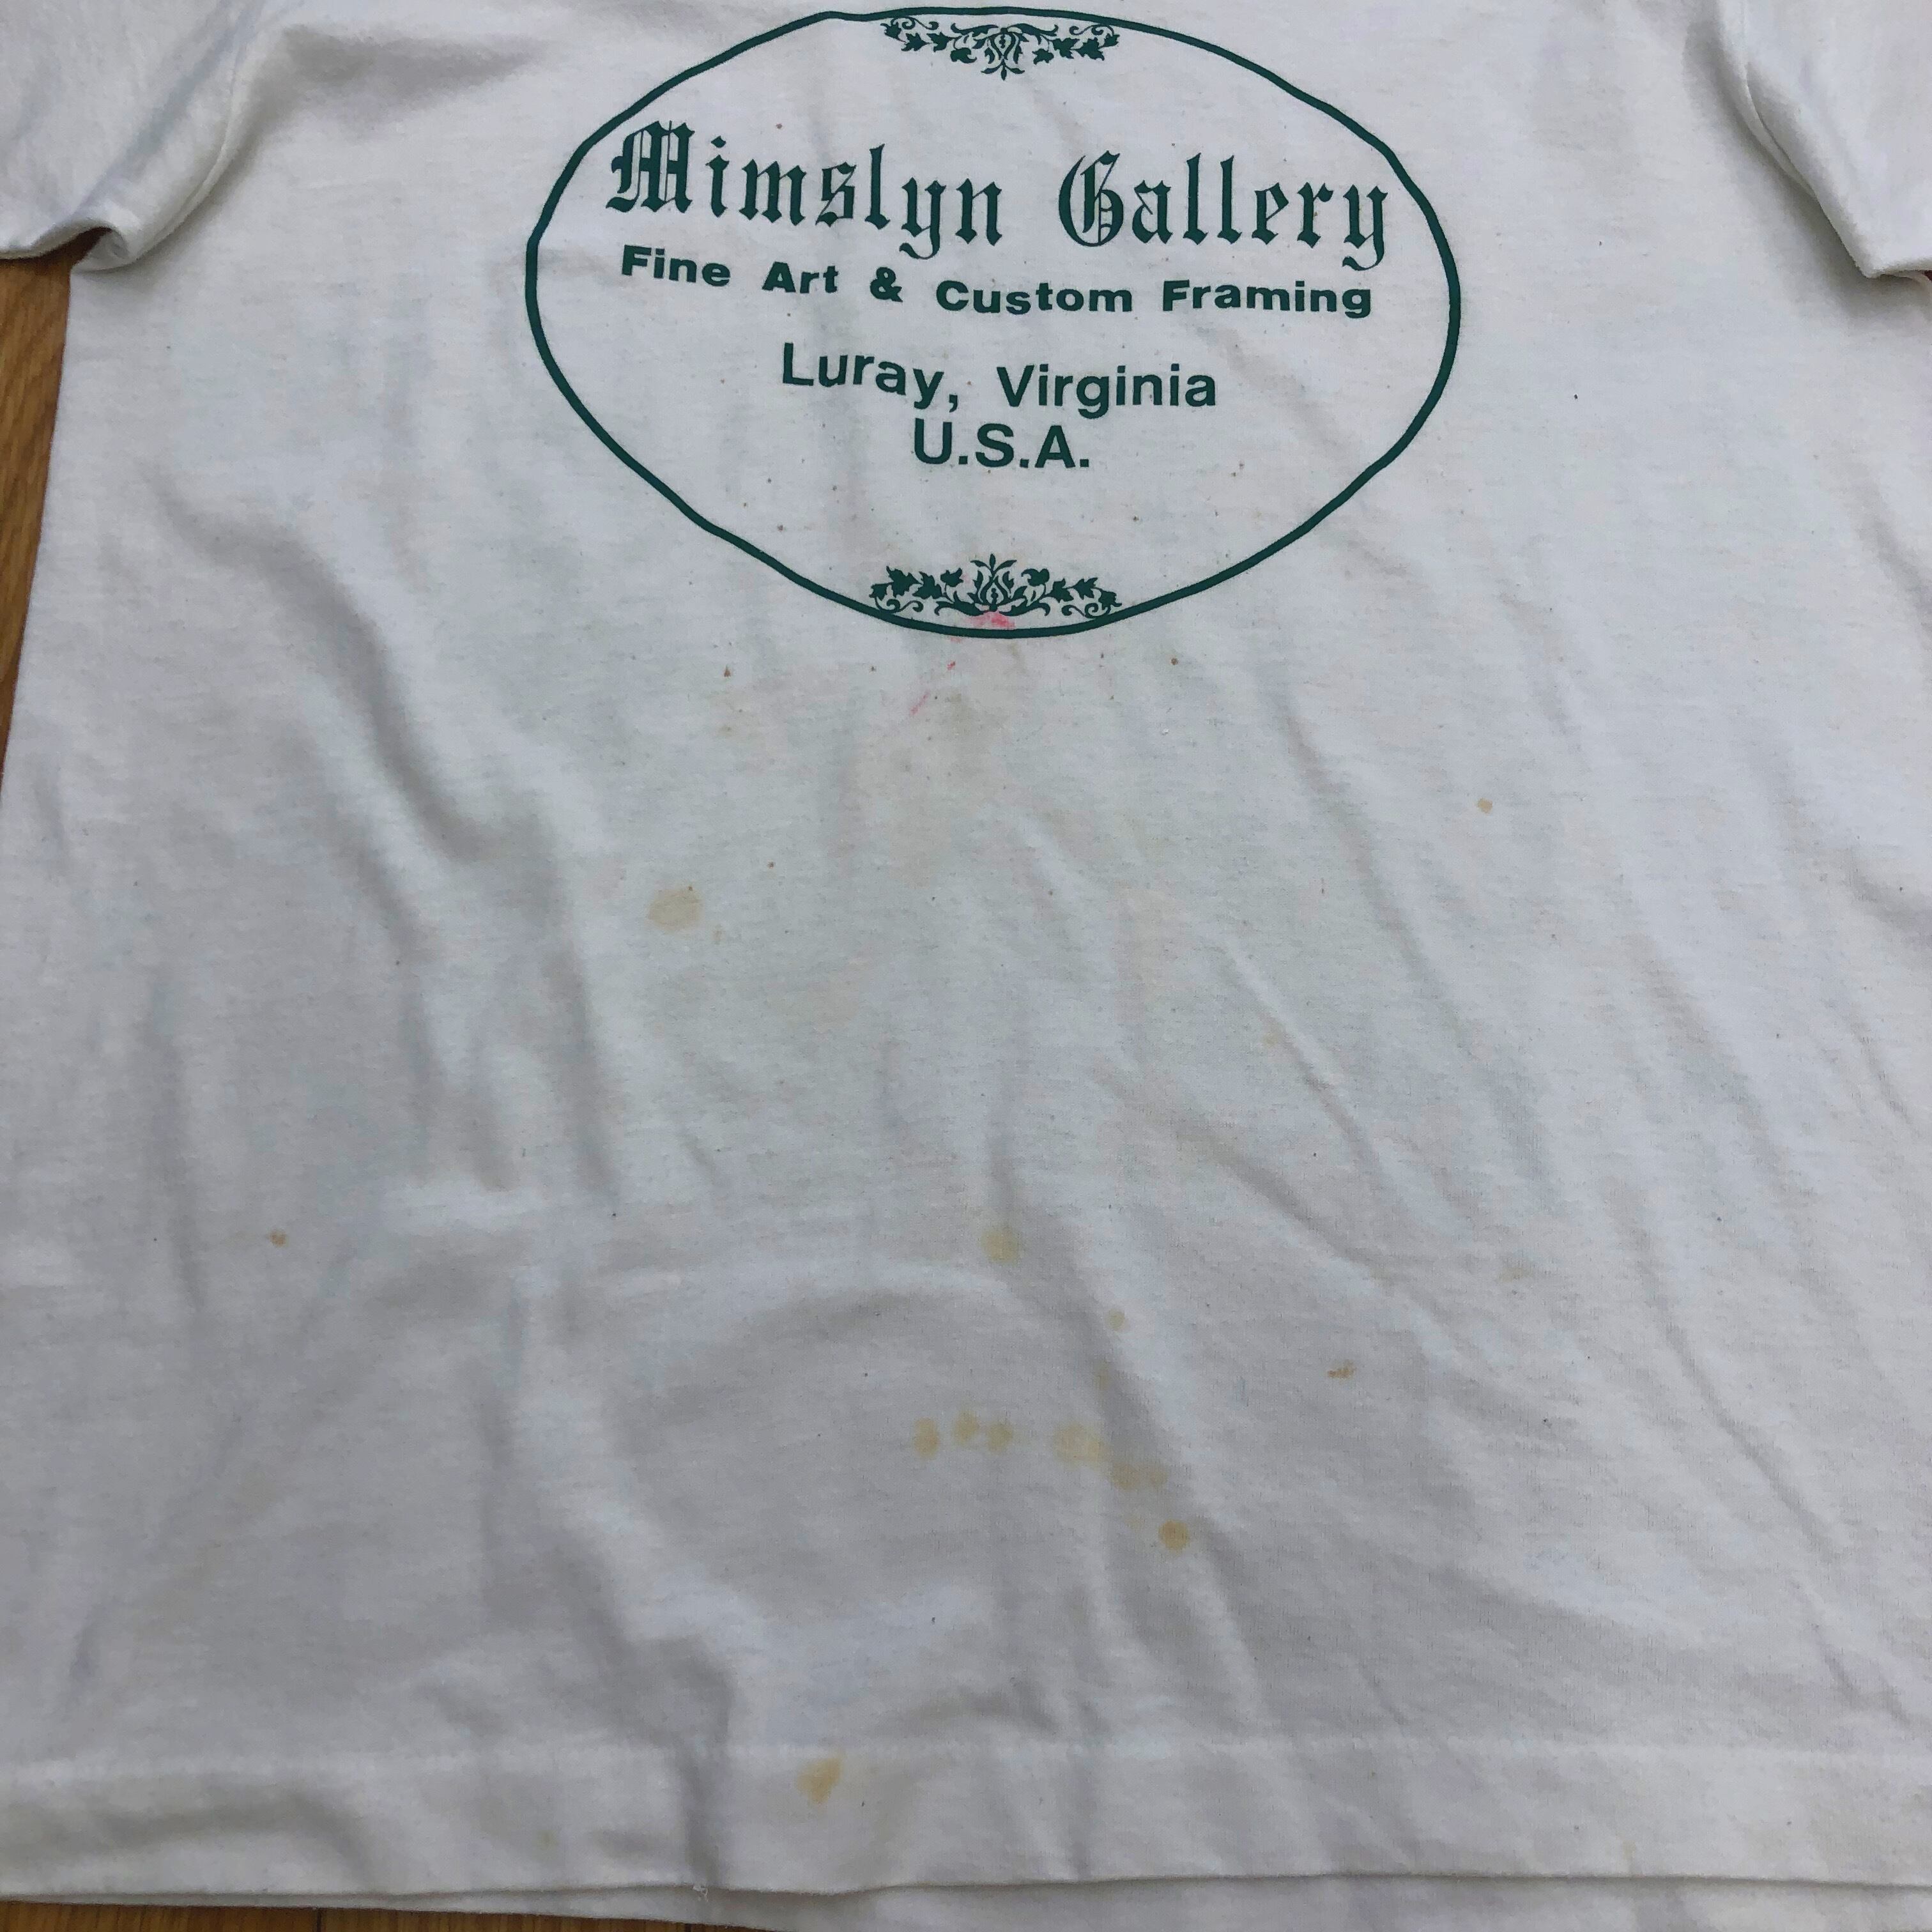 Mimslyn Gallery
Fine Art & Custom Framing
Luray, Virginia
U.S.A.